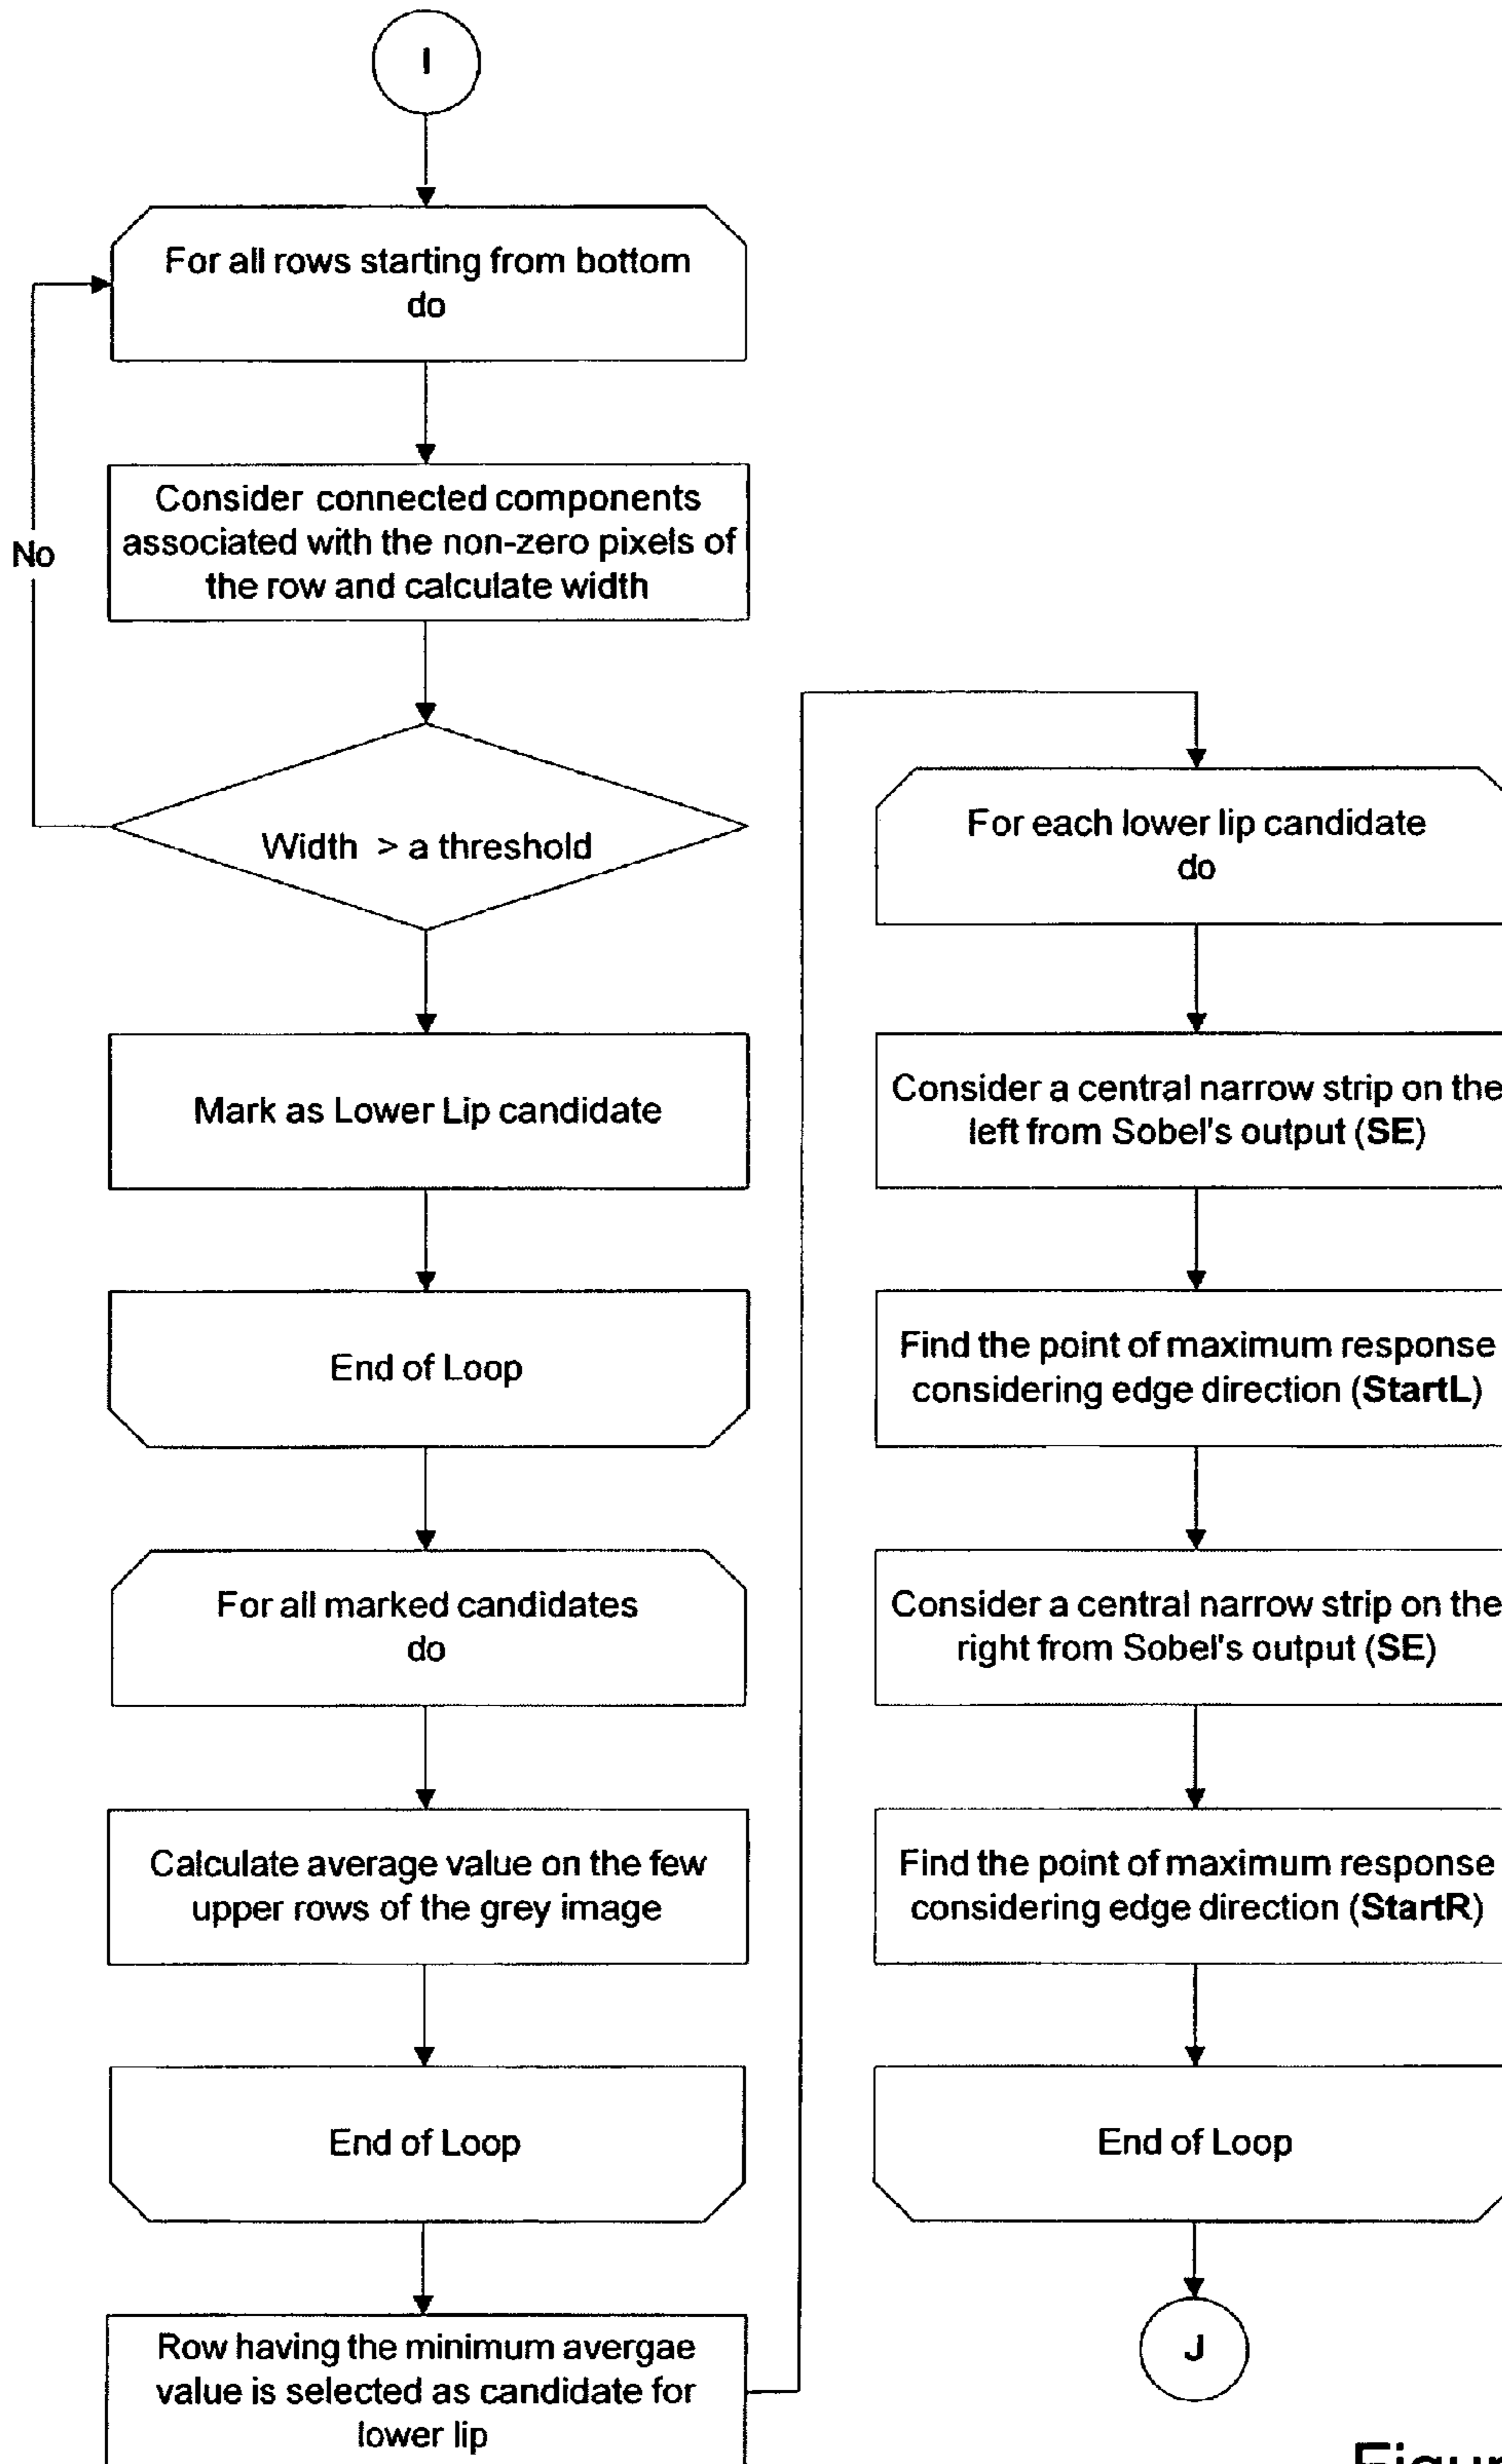 I
For all rows starting from bottom
do
Consider connected components
associated with the non-zero pixels of
the row and calculate width
No
Width > a threshold
Mark as Lower Lip candidate
End of Loop
For all marked candidates
do
Calculate average value on the few
upper rows of the grey image
End of Loop
Row having the minimum avergae
value is selected as candidate for
lower lip
For each lower lip candidate
do
Consider a central narrow strip on the
left from Sobel's output (SE)
Find the point of maximum response
considering edge direction (StartL)
Consider a central narrow strip on the
right from Sobel's output (SE)
Find the point of maximum response
considering edge direction (StartR)
End of Loop
J